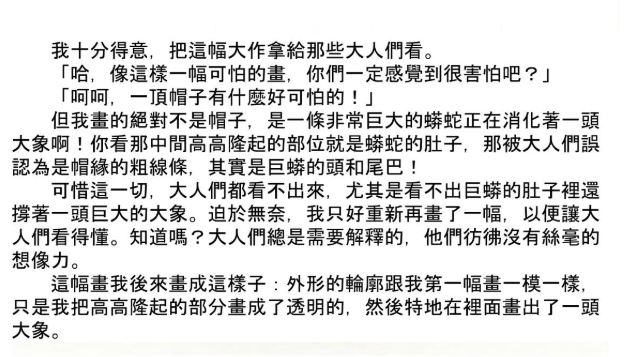 我十分得意，把這幅大作拿給那些大人們看。
「哈，像這樣一幅可怕的畫，你們一定感覺到很害怕吧？」
「呵呵，一頂帽子有什麼好可怕的！」
但我畫的絕對不是帽子，是一條非常巨大的蟒蛇正在消化著一頭
大象啊！你看那中間高高隆起的部位就是蟒蛇的肚子，那被大人們誤
認為是帽緣的粗線條，其實是巨蟒的頭和尾巴！
可惜這一切，大人們都看不出來，尤其是看不出巨蟒的肚子裡還
撐著一頭巨大的大象。迫於無奈，我只好重新再畫了一幅，以便讓大
人們看得懂。知道嗎？大人們總是需要解釋的，他們彷彿沒有絲毫的
想像力。
這幅畫我後來畫成這樣子：外形的輪廓跟我第一幅畫一模一樣，
只是我把高高隆起的部分畫成了透明的，然後特地在裡面畫出了一頭
大象。